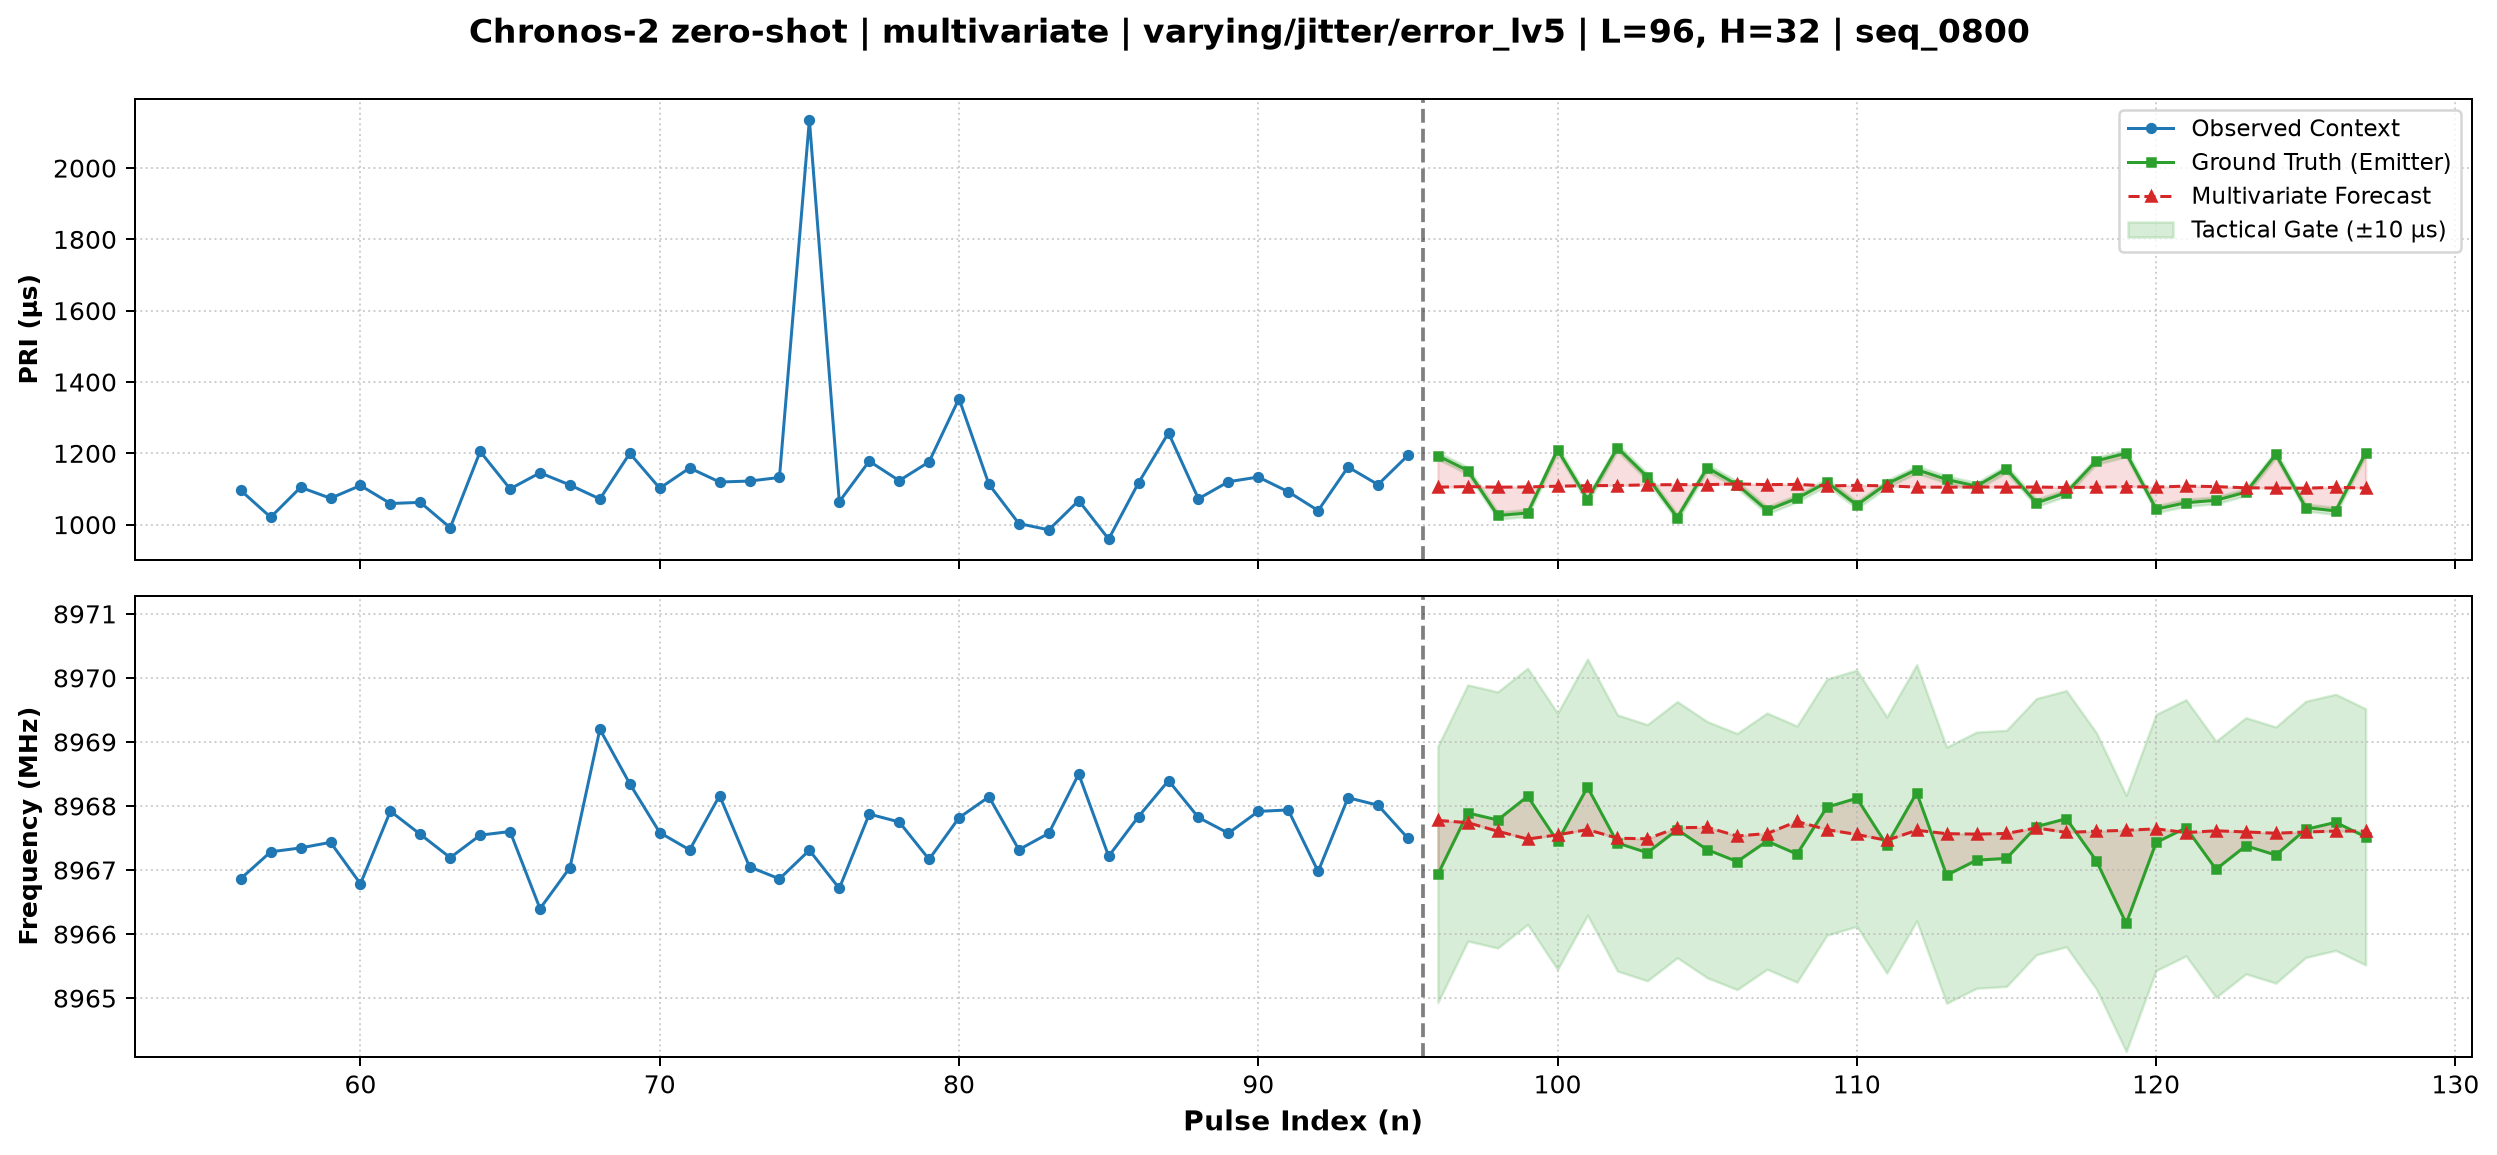 Chronos-2 zero-shot | multivariate | varying/jitter/error_lv5 | L=96, H=32 | seq_0800
Observed Context
Ground Truth (Emitter)
Multivariate Forecast
Tactical Gate (±10 µs)
PRI (µs)
2000
1800
1600
1400
1200
1000
Frequency (MHz)
8971
8970
8969
8968
8967
8966
8965
60 70 80 90 100 110 120 130
Pulse Index (n)